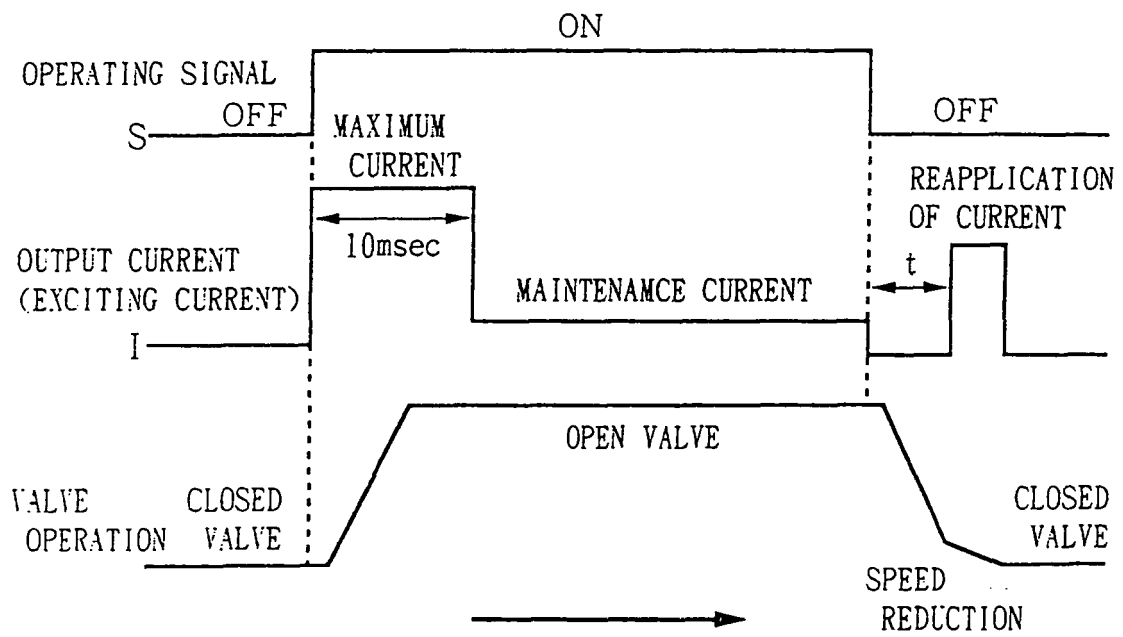 ON
OPERATING SIGNAL
S OFF
OFF
MAXIMUM
CURRENT
REAPPLICATION
OF CURRENT
10msec
t
OUTPUT CURRENT
(EXCITING CURRENT)
I
MAINTENAMCE CURRENT
OPEN VALVE
VALVE
OPERATION
CLOSED
VALVE
CLOSED
VALVE
SPEED
REDUCTION